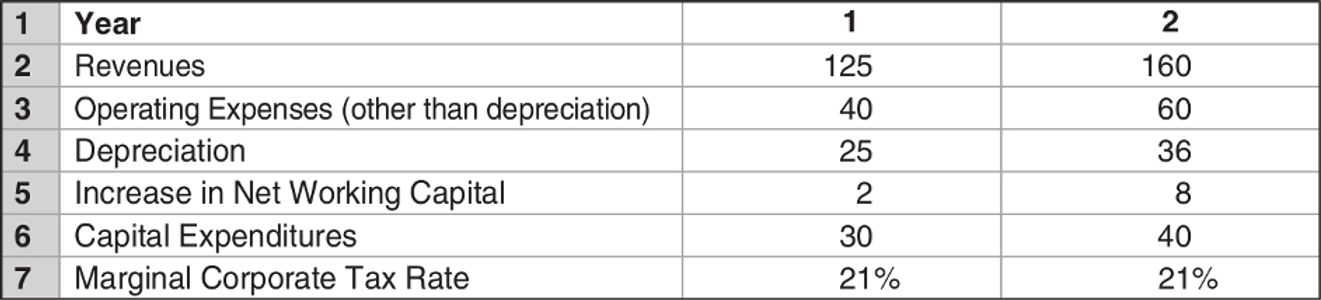 1 Year 1 2
2 Revenues 125 160
3 Operating Expenses (other than depreciation) 40 60
4 Depreciation 25 36
5 Increase in Net Working Capital 2 8
6 Capital Expenditures 30 40
7 Marginal Corporate Tax Rate 21% 21%